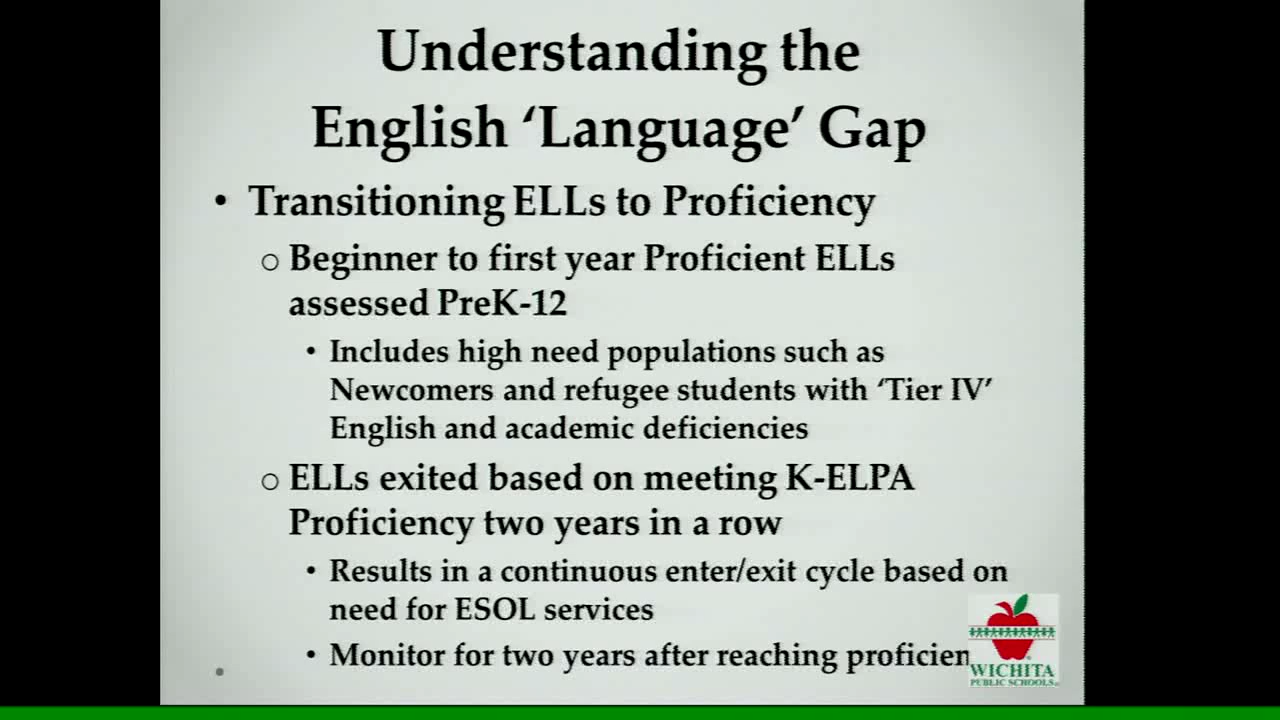 Understanding the
English ‘Language’ Gap
• Transitioning ELLs to Proficiency
o Beginner to first year Proficient ELLs
assessed PreK-12
• Includes high need populations such as
Newcomers and refugee students with ‘Tier IV’
English and academic deficiencies
o ELLs exited based on meeting K-ELPA
Proficiency two years in a row
• Results in a continuous enter/exit cycle based on
need for ESOL services
• Monitor for two years after reaching proficien
WICHITA
PUBLIC SCHOOLS